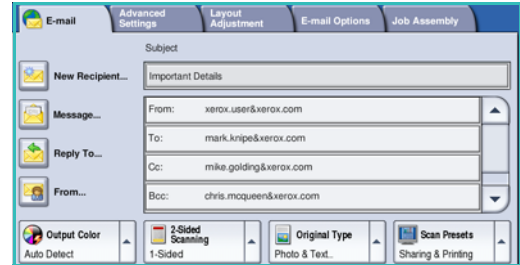 E-mail
Advanced Settings
Layout Adjustment
E-mail Options
Job Assembly
Subject
New Recipient...
Important Details
Message...
From: xerox.user&xerox.com
To: mark.knipe&xerox.com
Reply To...
Cc: mike.golding&xerox.com
From...
Bcc: chris.mcqueen&xerox.com
Output Color
Auto Detect
2-Sided Scanning
1-Sided
Original Type
Photo & Text..
Scan Presets
Sharing & Printing